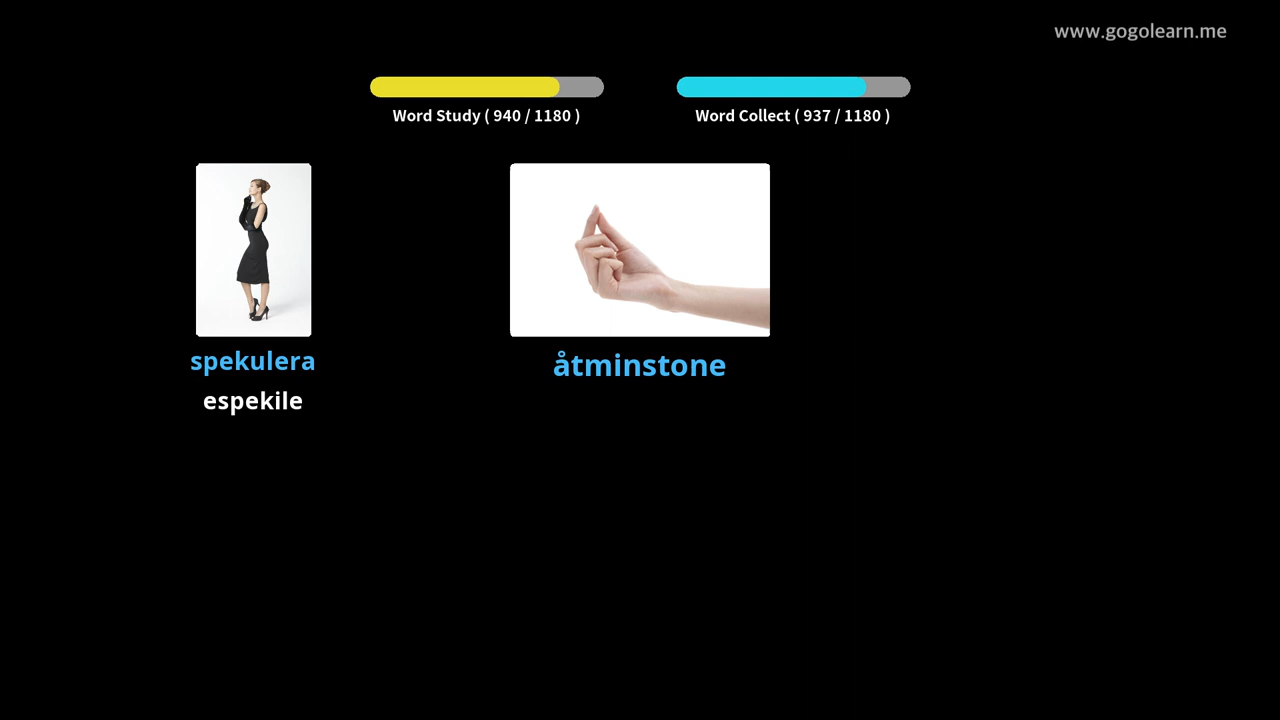 www.gogolearn.me
Word Study ( 940 / 1180 )
Word Collect ( 937 / 1180 )
spekulera
espekile
åtminstone